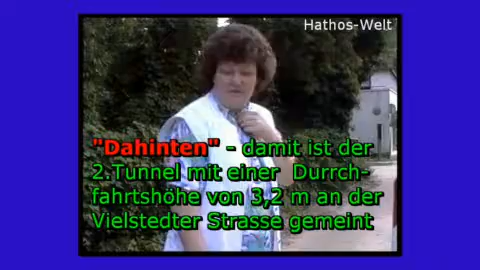 Hathos-Welt
"Dahinten" - damit ist der
2.Tunnel mit einer Durrch-
fahrtshöhe von 3,2 m an der
Vielstedter Strasse gemeint